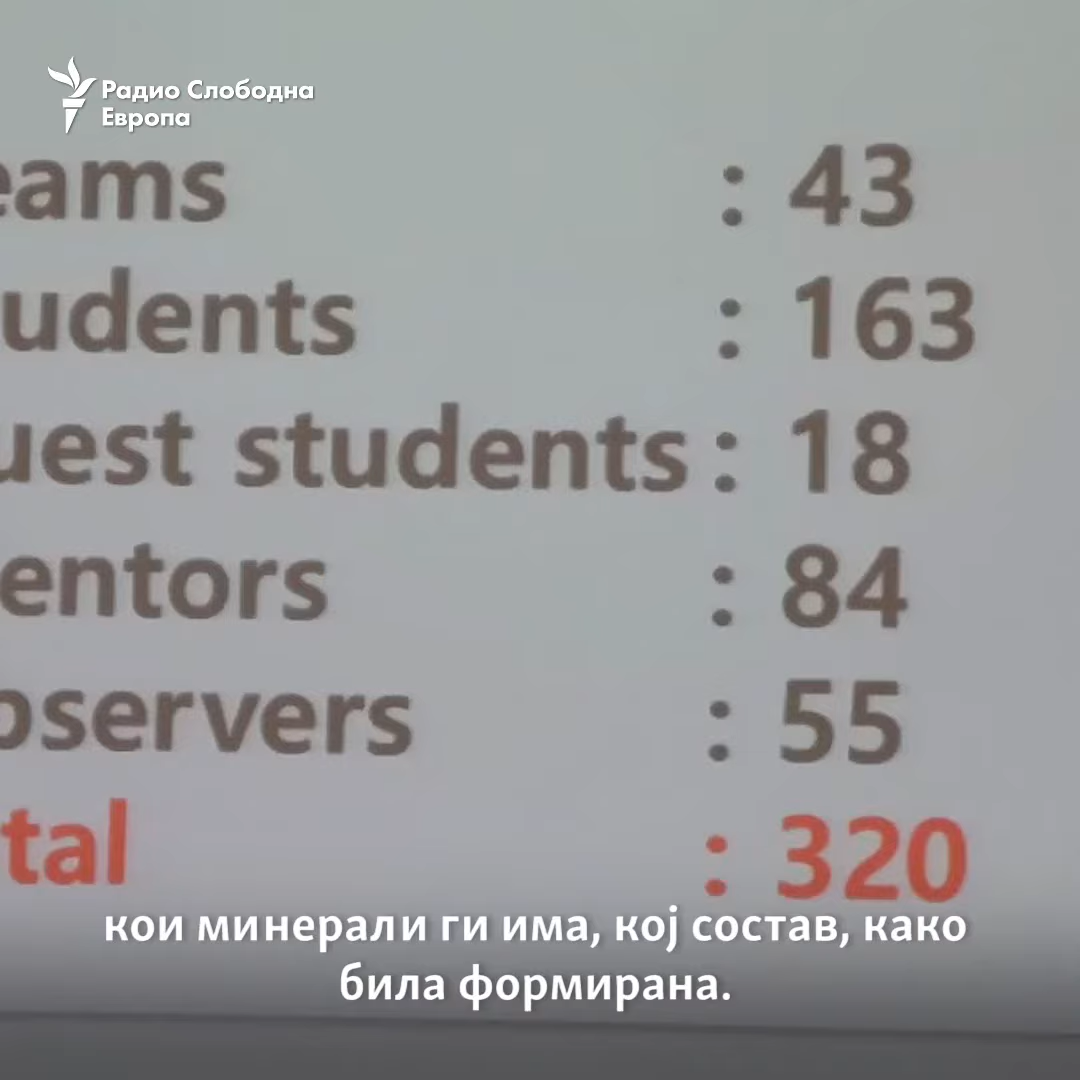 Радио Слободна
Европа
eams : 43
udents : 163
uest students : 18
entors : 84
bservers : 55
tal : 320
кои минерали ги има, кој состав, како
била формирана.